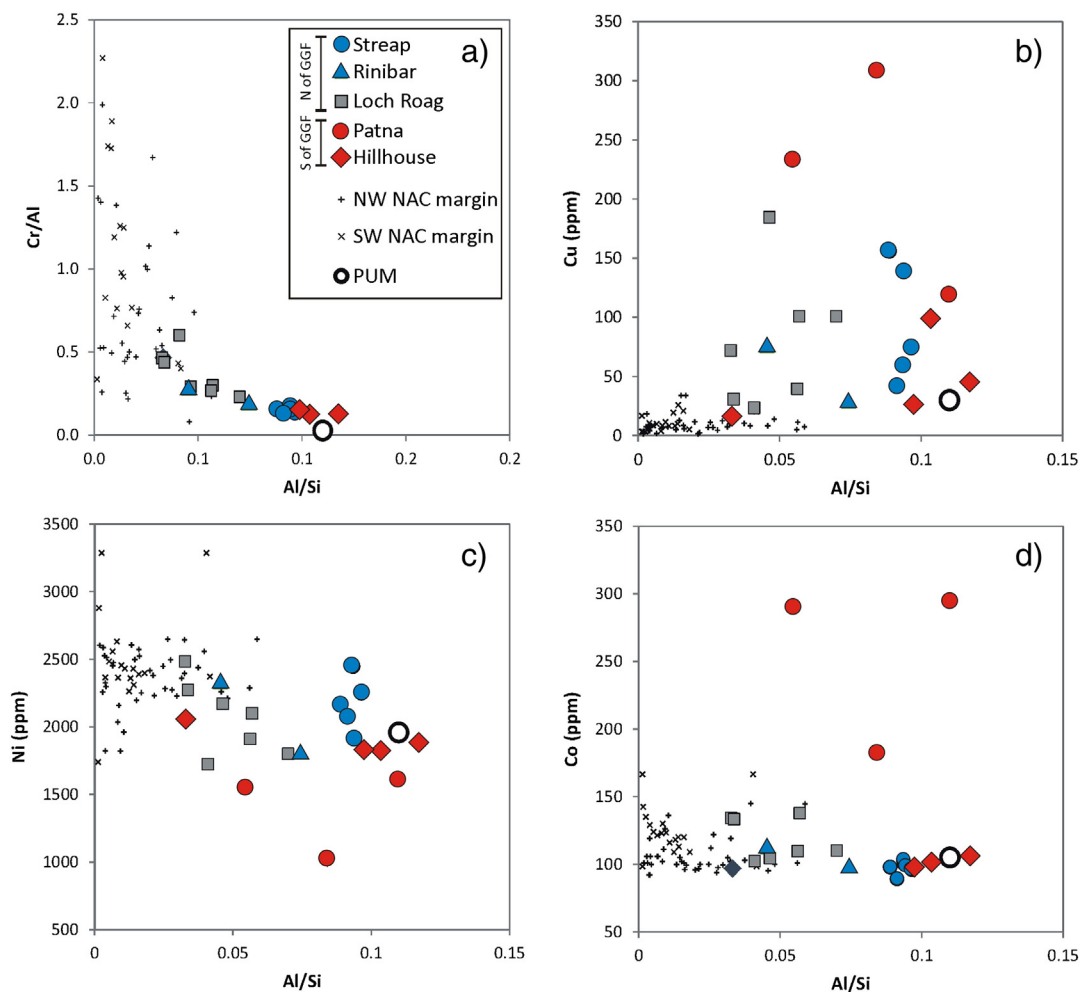 2.5
2.0
1.5
1.0
0.5
0.0
Cr/Al
0.0 0.1 0.1 0.2 0.2
Al/Si
a)
N of GGF
S of GGF
Streap
Rinibar
Loch Roag
Patna
Hillhouse
NW NAC margin
SW NAC margin
PUM
350
300
250
200
150
100
50
0
Cu (ppm)
0 0.05 0.1 0.15
Al/Si
b)
3500
3000
2500
2000
1500
1000
500
Ni (ppm)
0 0.05 0.1 0.15
Al/Si
c)
350
300
250
200
150
100
50
Co (ppm)
0 0.05 0.1 0.15
Al/Si
d)